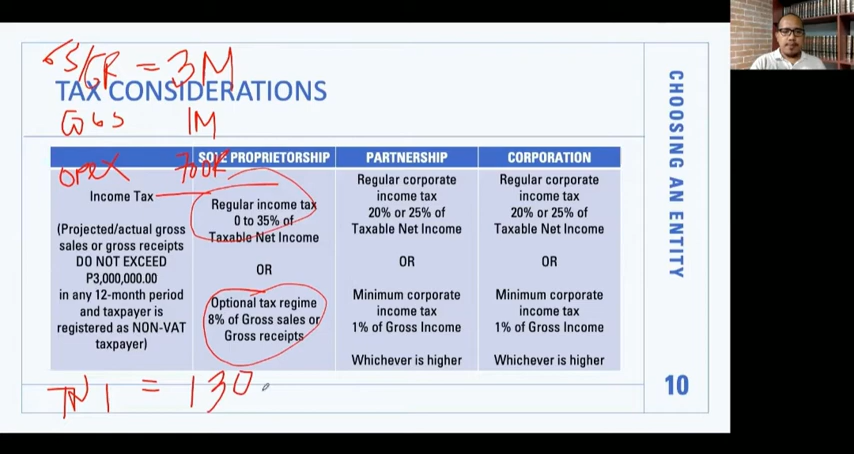 GS/GR = 3M
TAX CONSIDERATIONS
COGS 1M
OPEX 700K
SOLE PROPRIETORSHIP
PARTNERSHIP
CORPORATION
Income Tax
(Projected/actual gross
sales or gross receipts
DO NOT EXCEED
P3,000,000.00
in any 12-month period
and taxpayer is
registered as NON-VAT
taxpayer)
Regular income tax
0 to 35% of
Taxable Net Income
OR
Optional tax regime
8% of Gross sales or
Gross receipts
Regular corporate
income tax
20% or 25% of
Taxable Net Income
OR
Minimum corporate
income tax
1% of Gross Income
Whichever is higher
Regular corporate
income tax
20% or 25% of
Taxable Net Income
OR
Minimum corporate
income tax
1% of Gross Income
Whichever is higher
TNI = 130
CHOOSING AN ENTITY
10